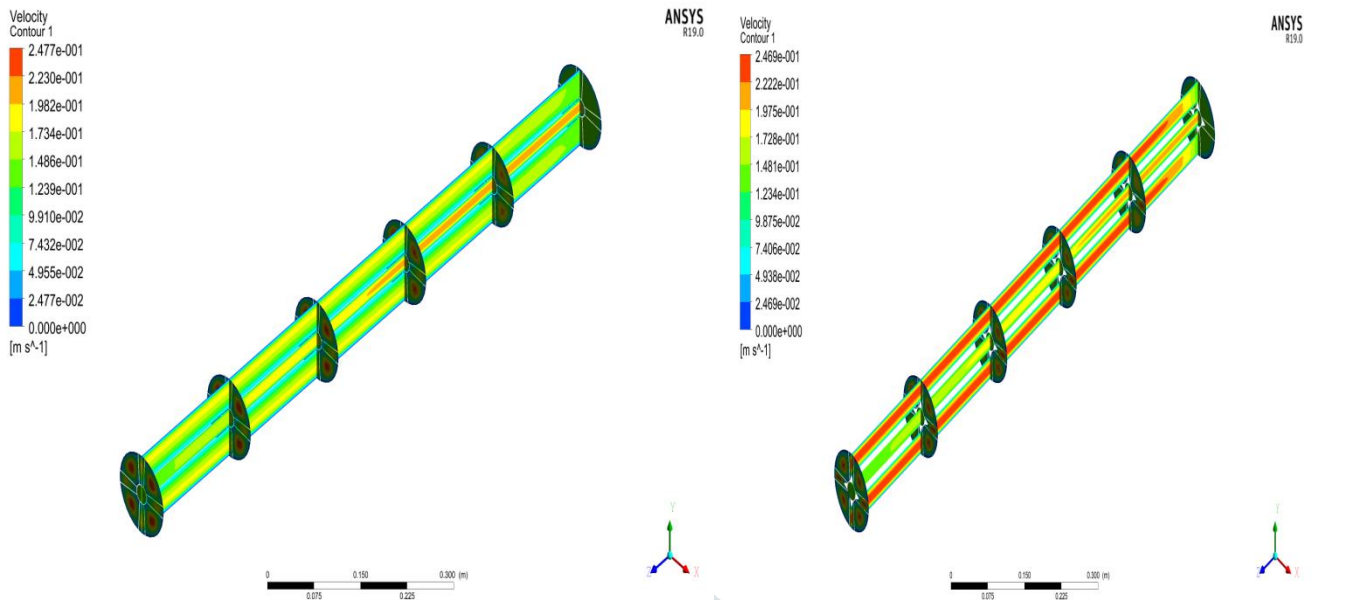 Velocity
Contour 1
2.477e-001
2.230e-001
1.982e-001
1.734e-001
1.486e-001
1.239e-001
9.910e-002
7.432e-002
4.955e-002
2.477e-002
0.000e+000
[m s^-1]
ANSYS
R19.0
Y
Z
X
0 0.150 0.300 (m)
0.075 0.225
Velocity
Contour 1
2.469e-001
2.222e-001
1.975e-001
1.728e-001
1.481e-001
1.234e-001
9.875e-002
7.406e-002
4.938e-002
2.469e-002
0.000e+000
[m s^-1]
ANSYS
R19.0
Y
Z
X
0 0.150 0.300 (m)
0.075 0.225